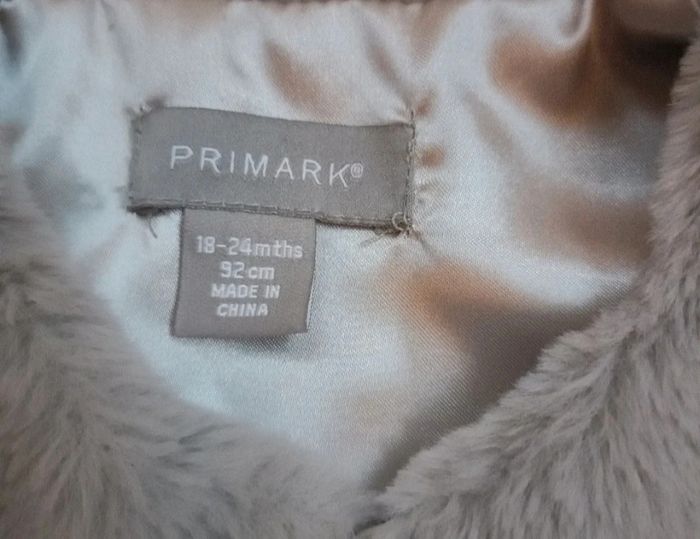 PRIMARK®
18-24mths
92cm
MADE IN
CHINA